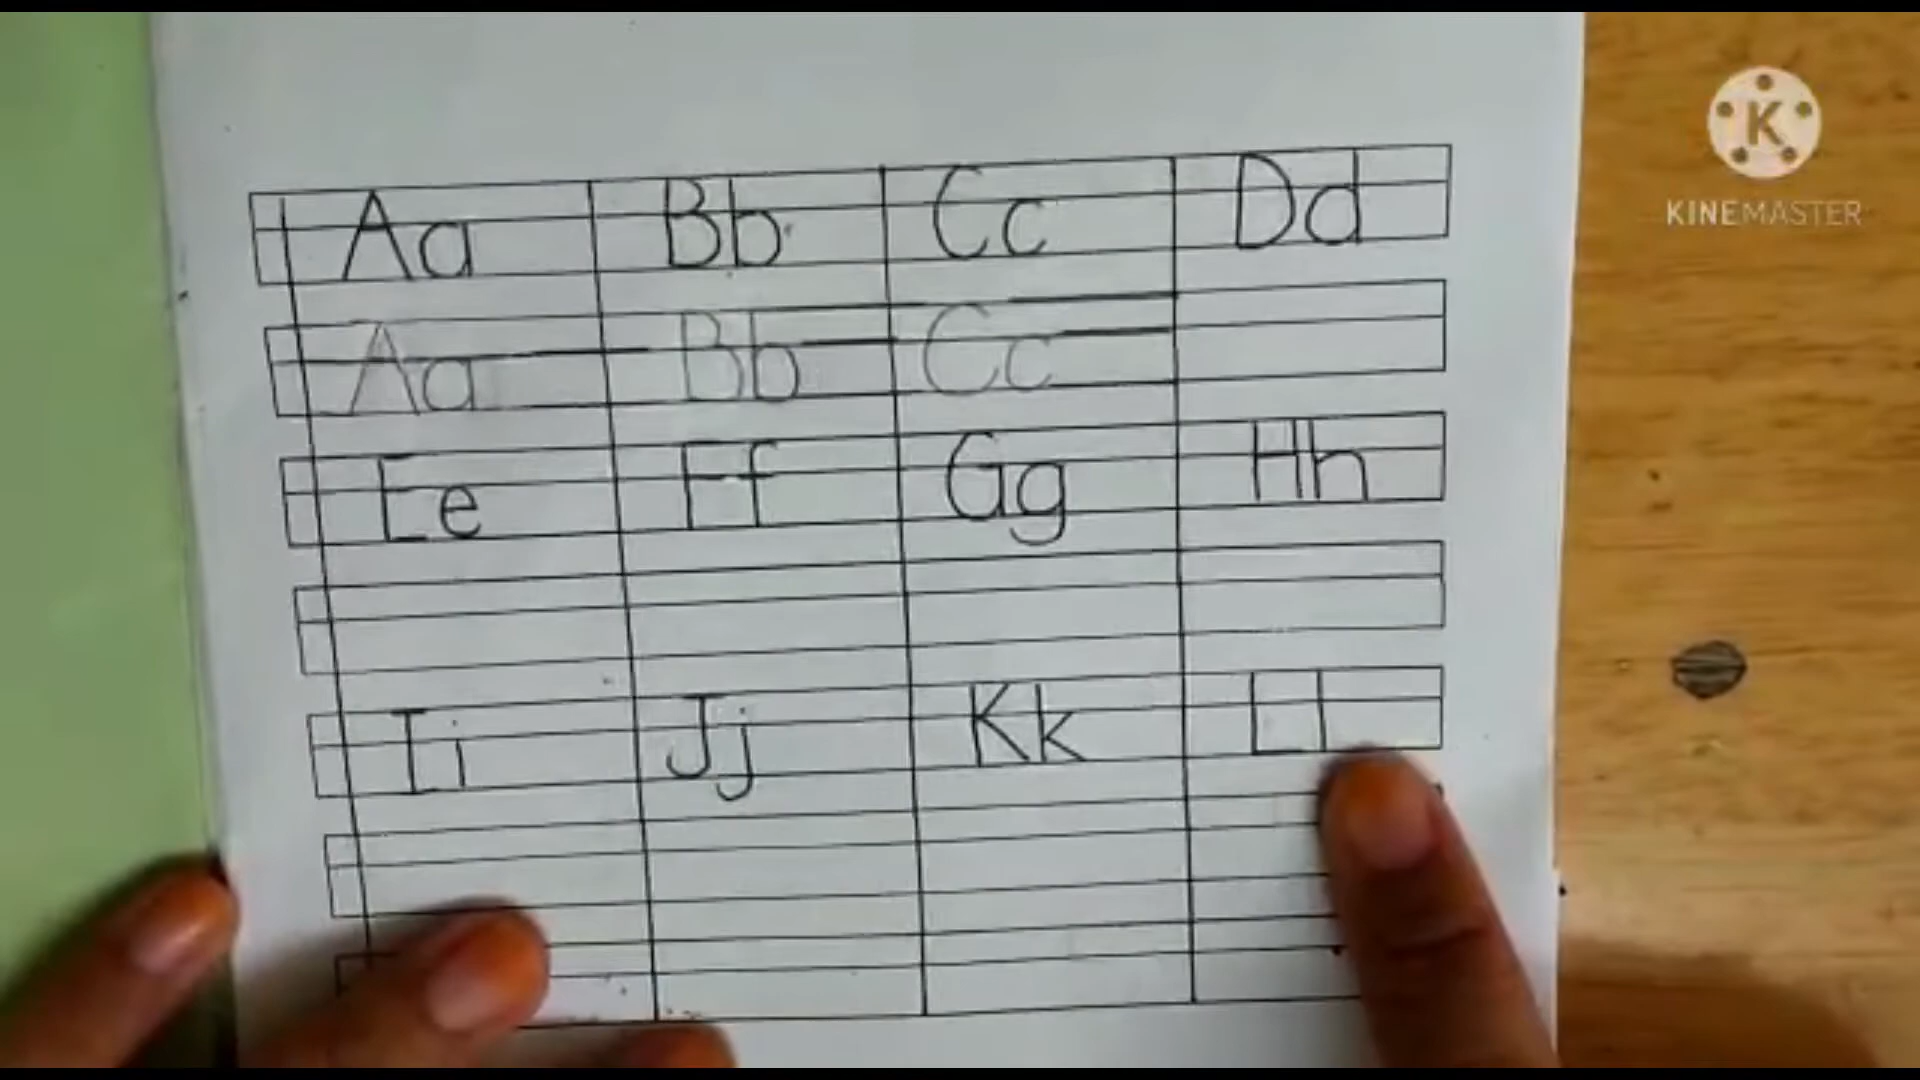 Aa Bb Cc Dd
Aa Bb Cc
Ee Ff Gg Hh
Ii Jj Kk Ll
K
KINEMASTER